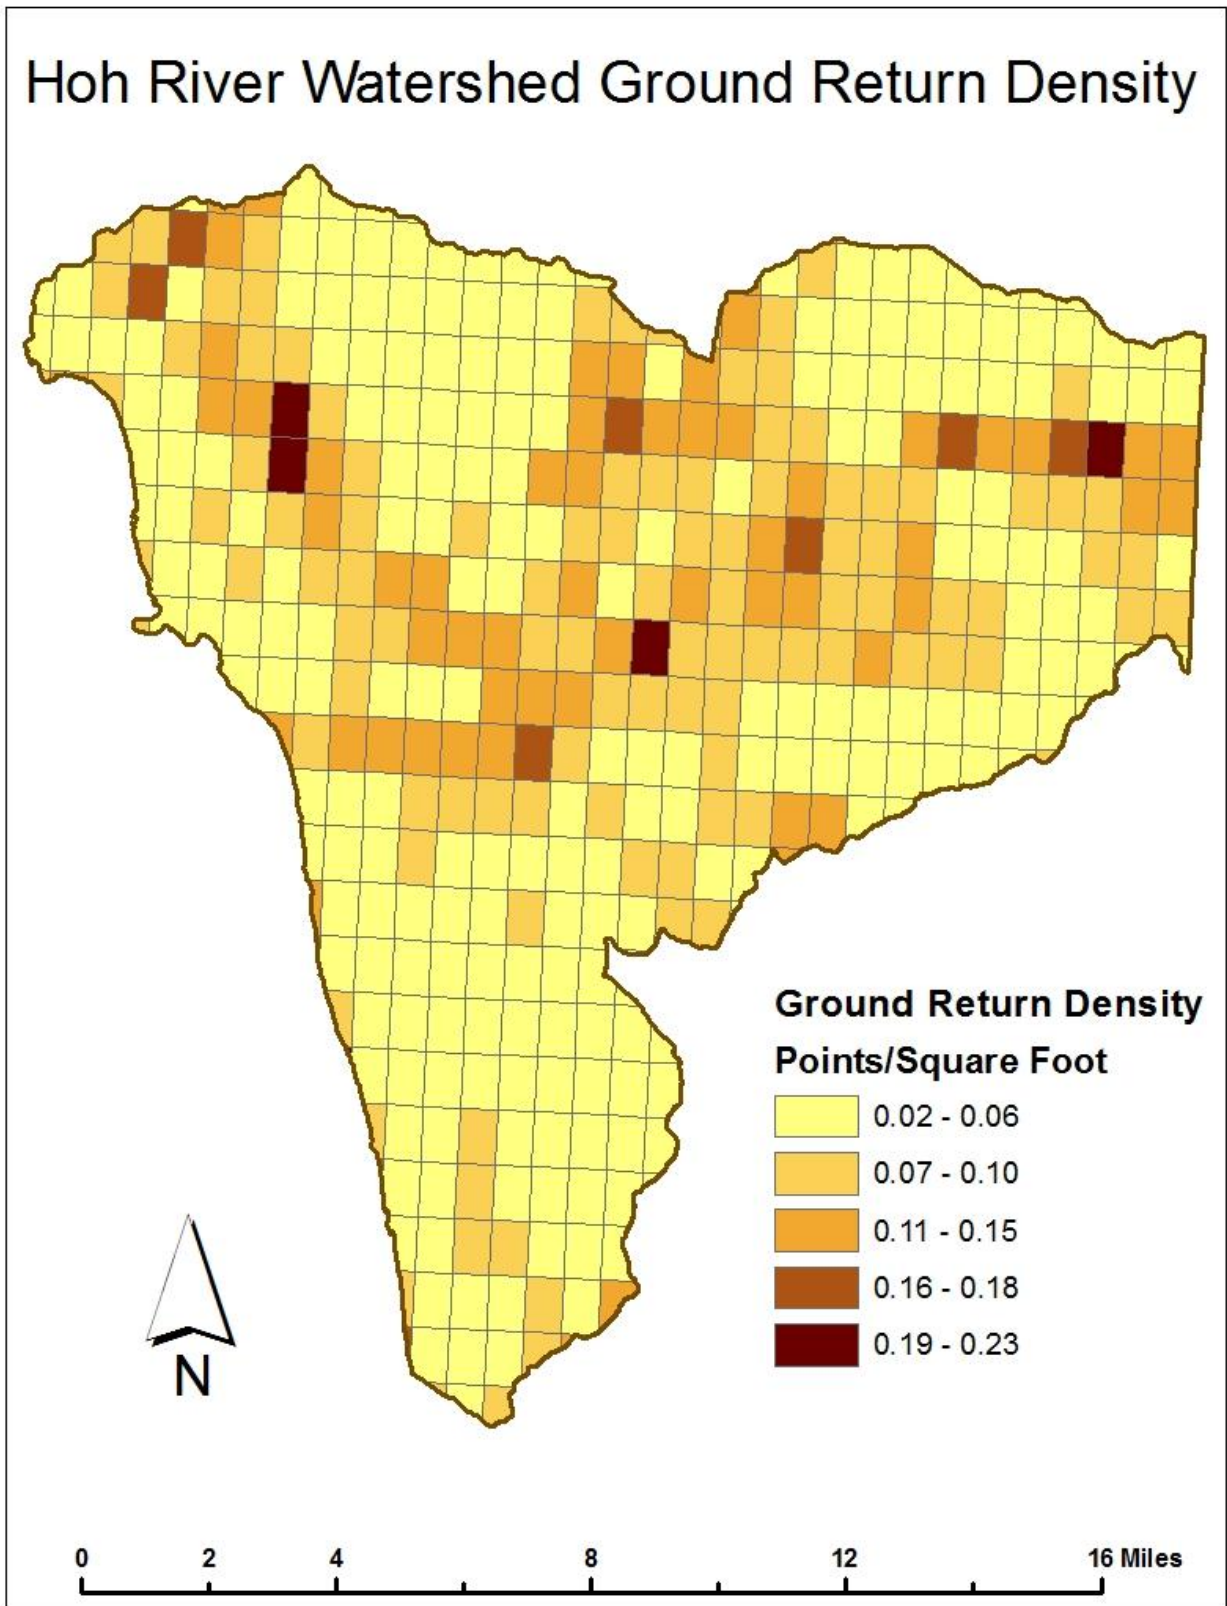 Hoh River Watershed Ground Return Density
Ground Return Density
Points/Square Foot
0.02 - 0.06
0.07 - 0.10
0.11 - 0.15
0.16 - 0.18
0.19 - 0.23
N
0 2 4 8 12 16 Miles